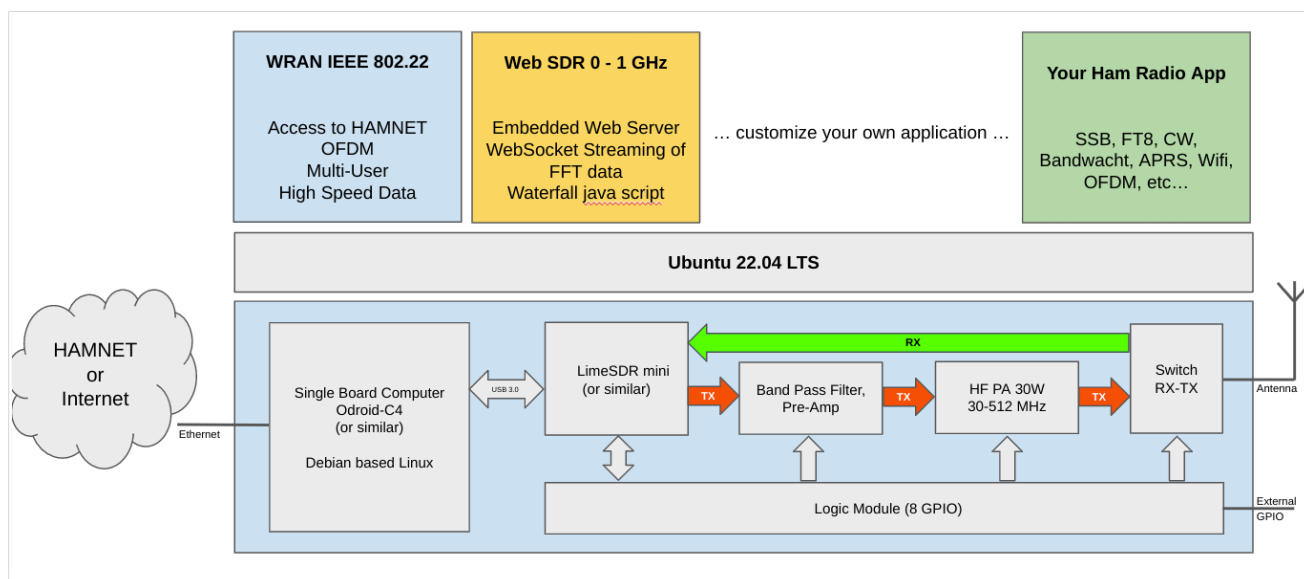 WRAN IEEE 802.22
Access to HAMNET
OFDM
Multi-User
High Speed Data
Web SDR 0 - 1 GHz
Embedded Web Server
WebSocket Streaming of
FFT data
Waterfall java script
… customize your own application …
Your Ham Radio App
SSB, FT8, CW,
Bandwacht, APRS, Wifi,
OFDM, etc…
Ubuntu 22.04 LTS
HAMNET
or
Internet
Ethernet
Single Board Computer
Odroid-C4
(or similar)
Debian based Linux
USB 3.0
LimeSDR mini
(or similar)
RX
TX
Band Pass Filter,
Pre-Amp
TX
HF PA 30W
30-512 MHz
TX
Switch
RX-TX
Antenna
Logic Module (8 GPIO)
External
GPIO